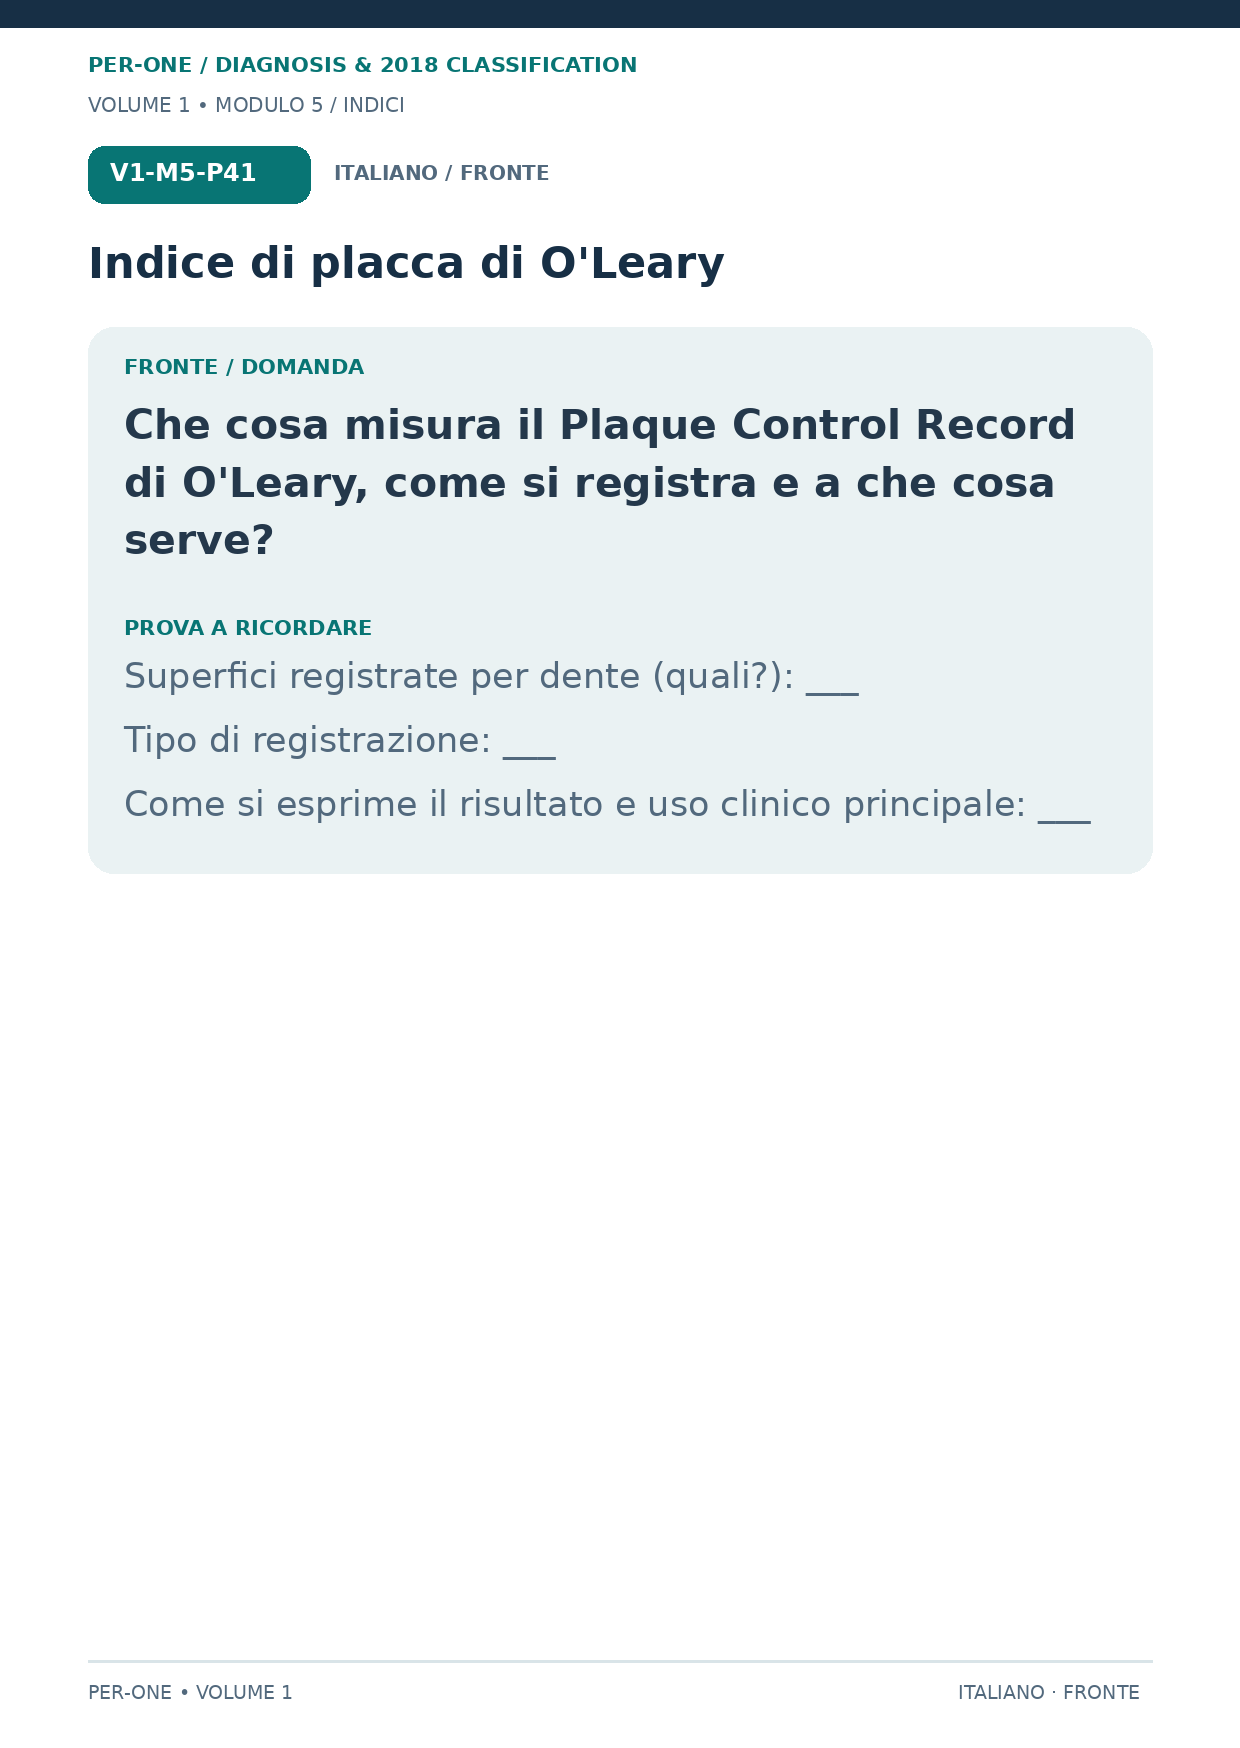 PER-ONE / DIAGNOSIS & 2018 CLASSIFICATION
VOLUME 1 • MODULO 5 / INDICI
V1-M5-P41
ITALIANO / FRONTE
Indice di placca di O'Leary
FRONTE / DOMANDA
Che cosa misura il Plaque Control Record
di O'Leary, come si registra e a che cosa
serve?
PROVA A RICORDARE
Superfici registrate per dente (quali?): ___
Tipo di registrazione: ___
Come si esprime il risultato e uso clinico principale: ___
PER-ONE • VOLUME 1
ITALIANO · FRONTE